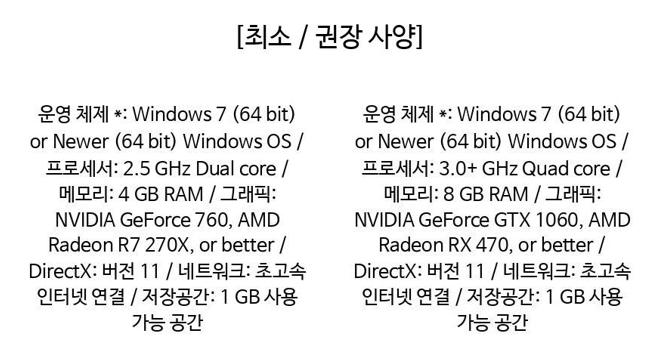 [최소 / 권장 사양]
운영 체제 *: Windows 7 (64 bit)
or Newer (64 bit) Windows OS /
프로세서: 2.5 GHz Dual core /
메모리: 4 GB RAM / 그래픽:
NVIDIA GeForce 760, AMD
Radeon R7 270X, or better /
DirectX: 버전 11 / 네트워크: 초고속
인터넷 연결 / 저장공간: 1 GB 사용
가능 공간
운영 체제 *: Windows 7 (64 bit)
or Newer (64 bit) Windows OS /
프로세서: 3.0+ GHz Quad core /
메모리: 8 GB RAM / 그래픽:
NVIDIA GeForce GTX 1060, AMD
Radeon RX 470, or better /
DirectX: 버전 11 / 네트워크: 초고속
인터넷 연결 / 저장공간: 1 GB 사용
가능 공간